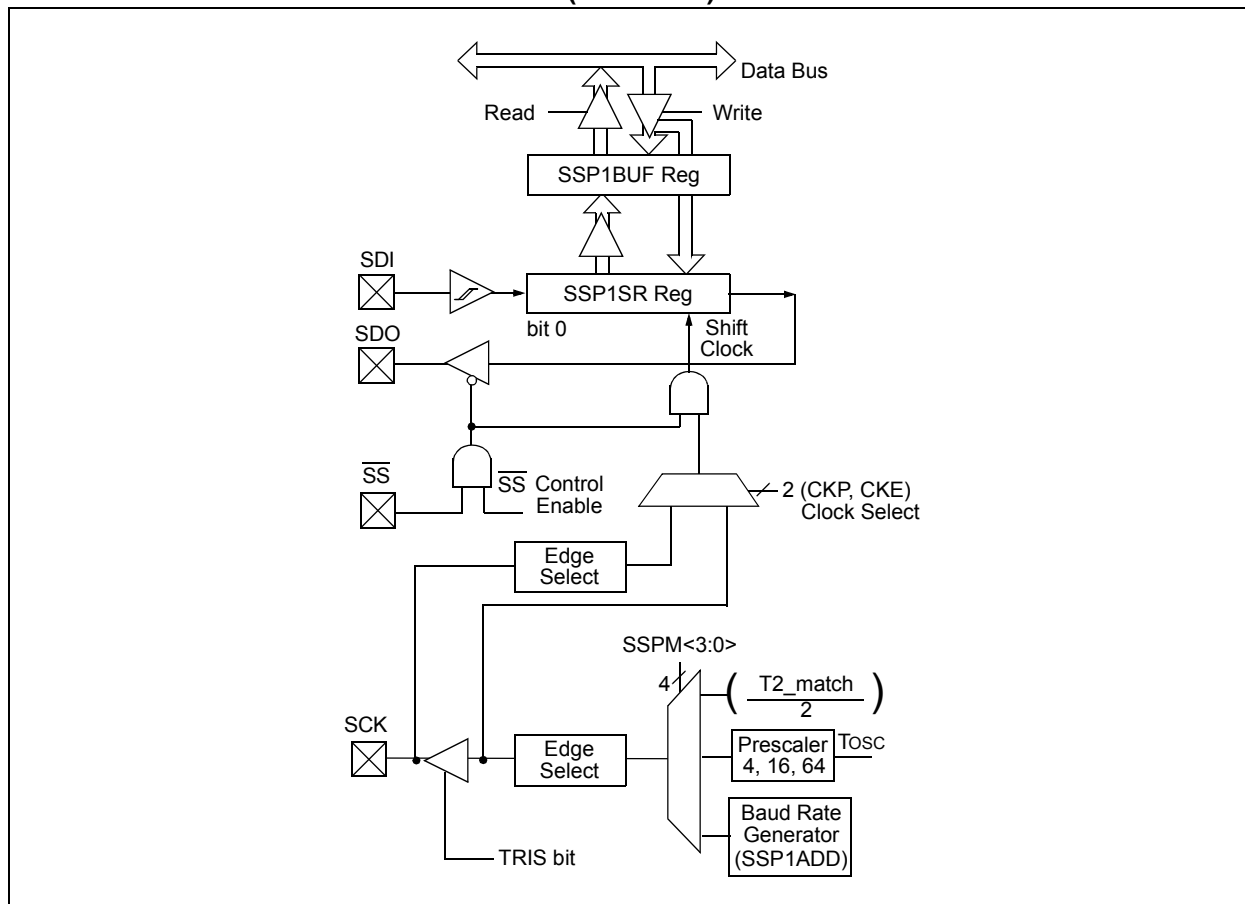 Data Bus
Read
Write
SSP1BUF Reg
SDI
SSP1SR Reg
bit 0
Shift
Clock
SDO
SS
SS Control
Enable
2 (CKP, CKE)
Clock Select
Edge
Select
SSPM<3:0>
4
( T2_match
2 )
SCK
Edge
Select
Prescaler
4, 16, 64
TOSC
Baud Rate
Generator
(SSP1ADD)
TRIS bit